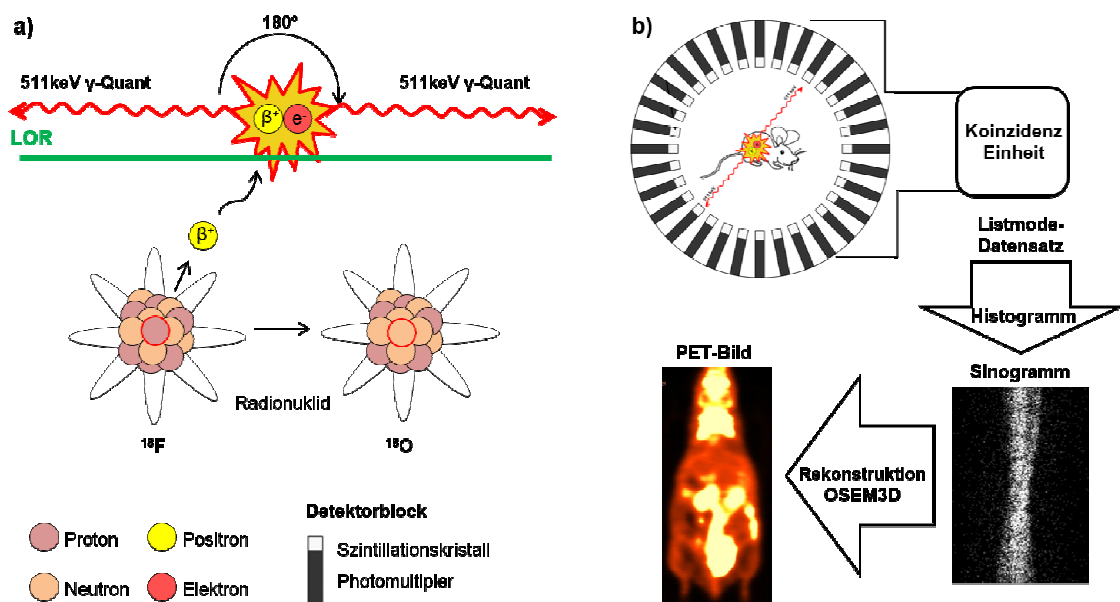 a)
180°
511keV γ-Quant
511keV γ-Quant
β⁺
e⁻
LOR
β⁺
Radionuklid
¹⁸F
¹⁸O
Proton
Positron
Neutron
Elektron
Detektorblock
Szintillationskristall
Photomultipler
b)
Koinzidenz
Einheit
Listmode-
Datensatz
Histogramm
Sinogramm
PET-Bild
Rekonstruktion
OSEM3D